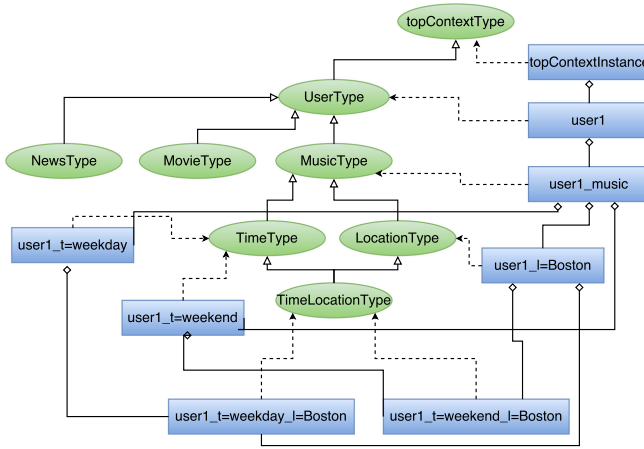 topContextType
topContextInstance
UserType
user1
NewsType
MovieType
MusicType
user1_music
user1_t=weekday
TimeType
LocationType
user1_l=Boston
TimeLocationType
user1_t=weekend
user1_t=weekday_l=Boston
user1_t=weekend_l=Boston